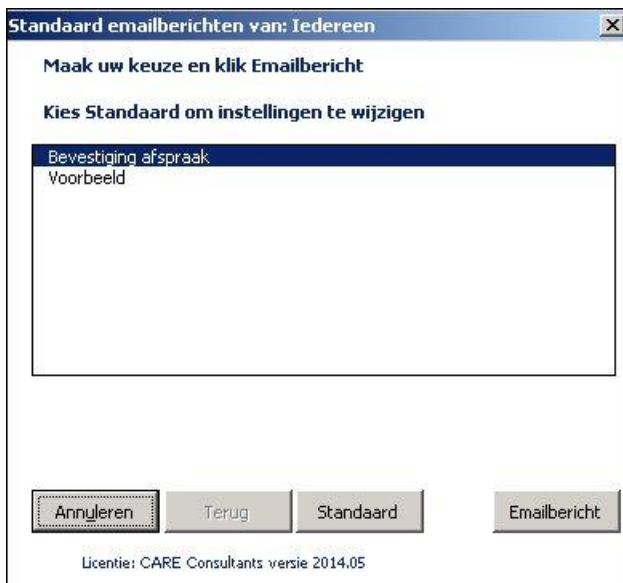 Standaard emailberichten van: Iedereen
Maak uw keuze en klik Emailbericht
Kies Standaard om instellingen te wijzigen
Bevestiging afspraak
Voorbeeld
Annuleren Terug Standaard Emailbericht
Licentie: CARE Consultants versie 2014.05